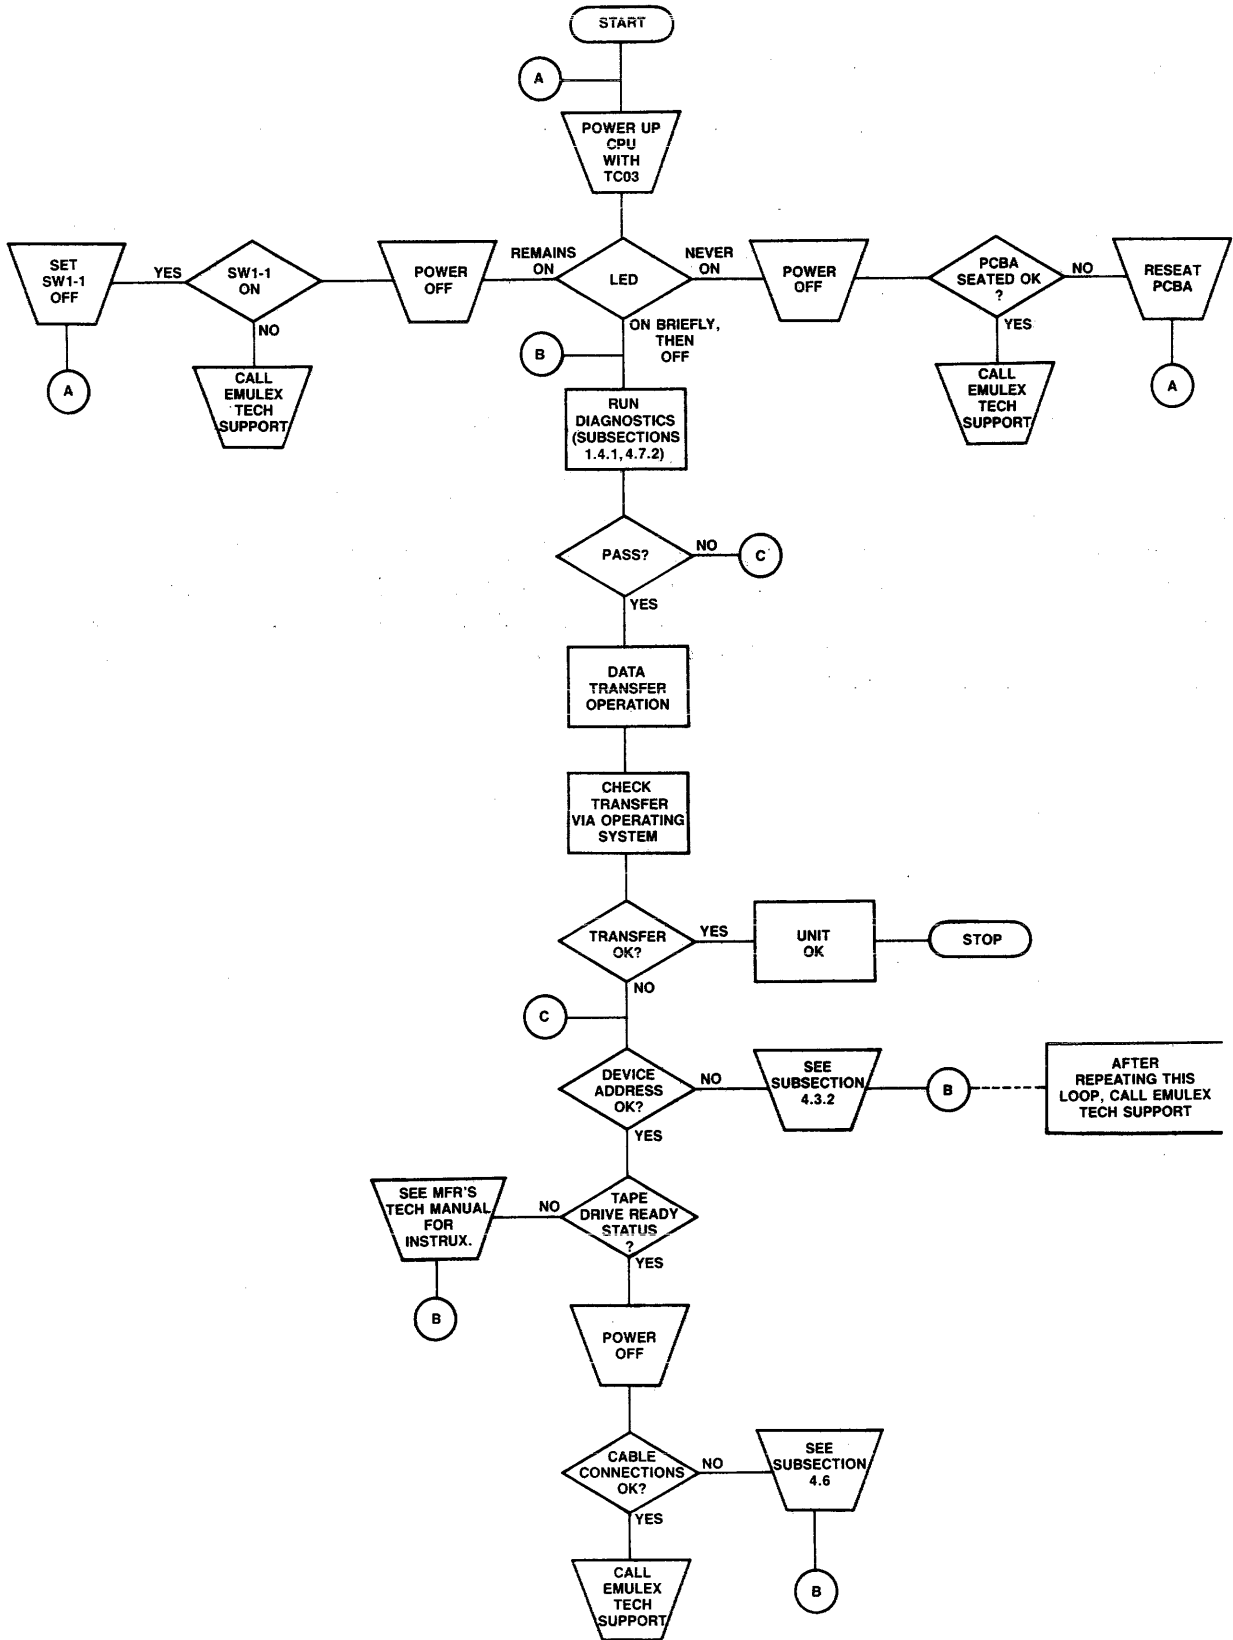 START
A
POWER UP
CPU
WITH
TC03
SET
SW1-1
OFF
YES
SW1-1
ON
NO
POWER
OFF
REMAINS
ON
LED
NEVER
ON
POWER
OFF
PCBA
SEATED OK
?
NO
YES
RESEAT
PCBA
ON BRIEFLY,
THEN
OFF
B
A
CALL
EMULEX
TECH
SUPPORT
CALL
EMULEX
TECH
SUPPORT
A
RUN
DIAGNOSTICS
(SUBSECTIONS
1.4.1, 4.7.2)
PASS?
NO
C
YES
DATA
TRANSFER
OPERATION
CHECK
TRANSFER
VIA OPERATING
SYSTEM
TRANSFER
OK?
YES
UNIT
OK
STOP
NO
C
DEVICE
ADDRESS
OK?
NO
SEE
SUBSECTION
4.3.2
B
AFTER
REPEATING THIS
LOOP, CALL EMULEX
TECH SUPPORT
YES
SEE MFR'S
TECH MANUAL
FOR
INSTRUX.
NO
TAPE
DRIVE READY
STATUS
?
YES
B
POWER
OFF
CABLE
CONNECTIONS
OK?
NO
SEE
SUBSECTION
4.6
YES
CALL
EMULEX
TECH
SUPPORT
B